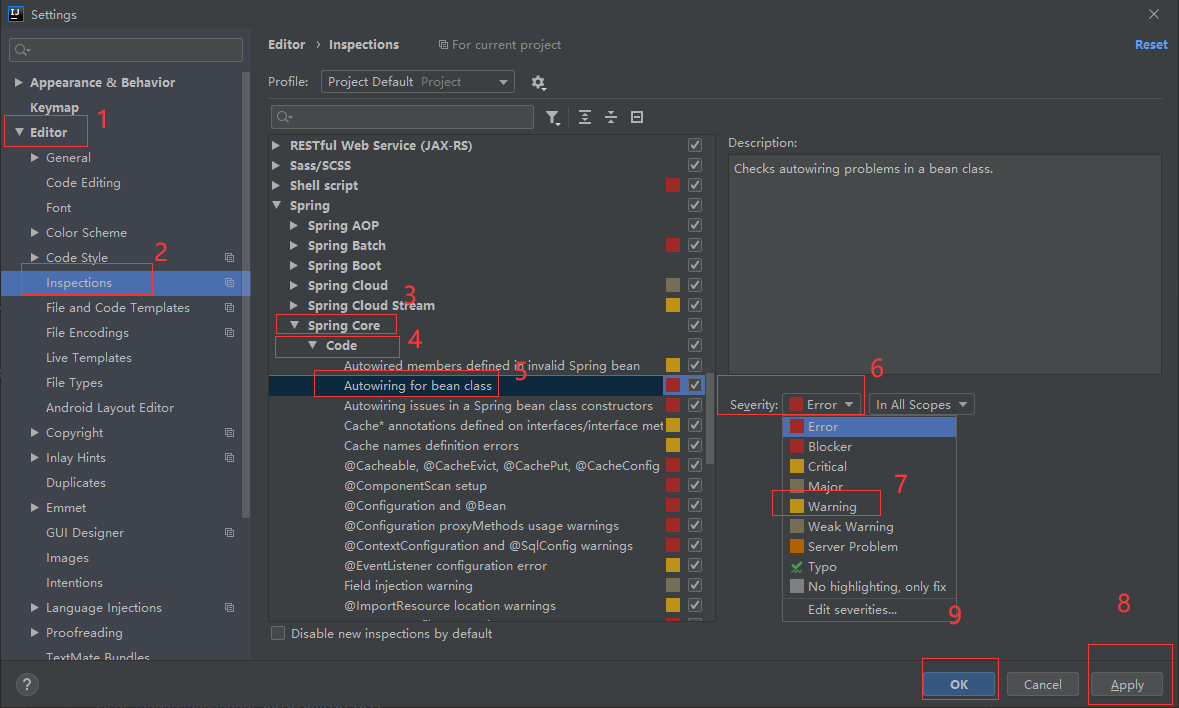 Settings
Editor › Inspections
For current project
Reset
Appearance & Behavior
Keymap
1
Editor
General
Code Editing
Font
Color Scheme
2
Code Style
Inspections
File and Code Templates
File Encodings
Live Templates
File Types
Android Layout Editor
Copyright
Inlay Hints
Duplicates
Emmet
GUI Designer
Images
Intentions
Language Injections
Proofreading
TextMate Bundles
Profile: Project Default Project
RESTful Web Service (JAX-RS)
Sass/SCSS
Shell script
Spring
Spring AOP
Spring Batch
Spring Boot
Spring Cloud
3
Spring Cloud Stream
Spring Core
4
Code
Autowired members defined in invalid Spring bean
5
Autowiring for bean class
Autowiring issues in a Spring bean class constructors
Cache* annotations defined on interfaces/interface met
Cache names definition errors
@Cacheable, @CacheEvict, @CachePut, @CacheConfig
@ComponentScan setup
@Configuration and @Bean
@Configuration proxyMethods usage warnings
@ContextConfiguration and @SqlConfig warnings
@EventListener configuration error
Field injection warning
@ImportResource location warnings
Disable new inspections by default
Description:
Checks autowiring problems in a bean class.
6
Severity: Error In All Scopes
Error
Blocker
Critical
Major
7
Warning
Weak Warning
Server Problem
Typo
No highlighting, only fix
Edit severities...
8
9
?
OK
Cancel
Apply